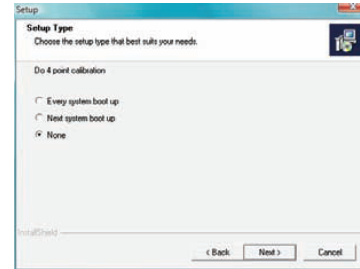 Setup
Setup Type
Choose the setup type that best suits your needs.
Do 4 point calibration
Every system boot up
Next system boot up
None
InstallShield
< Back
Next >
Cancel